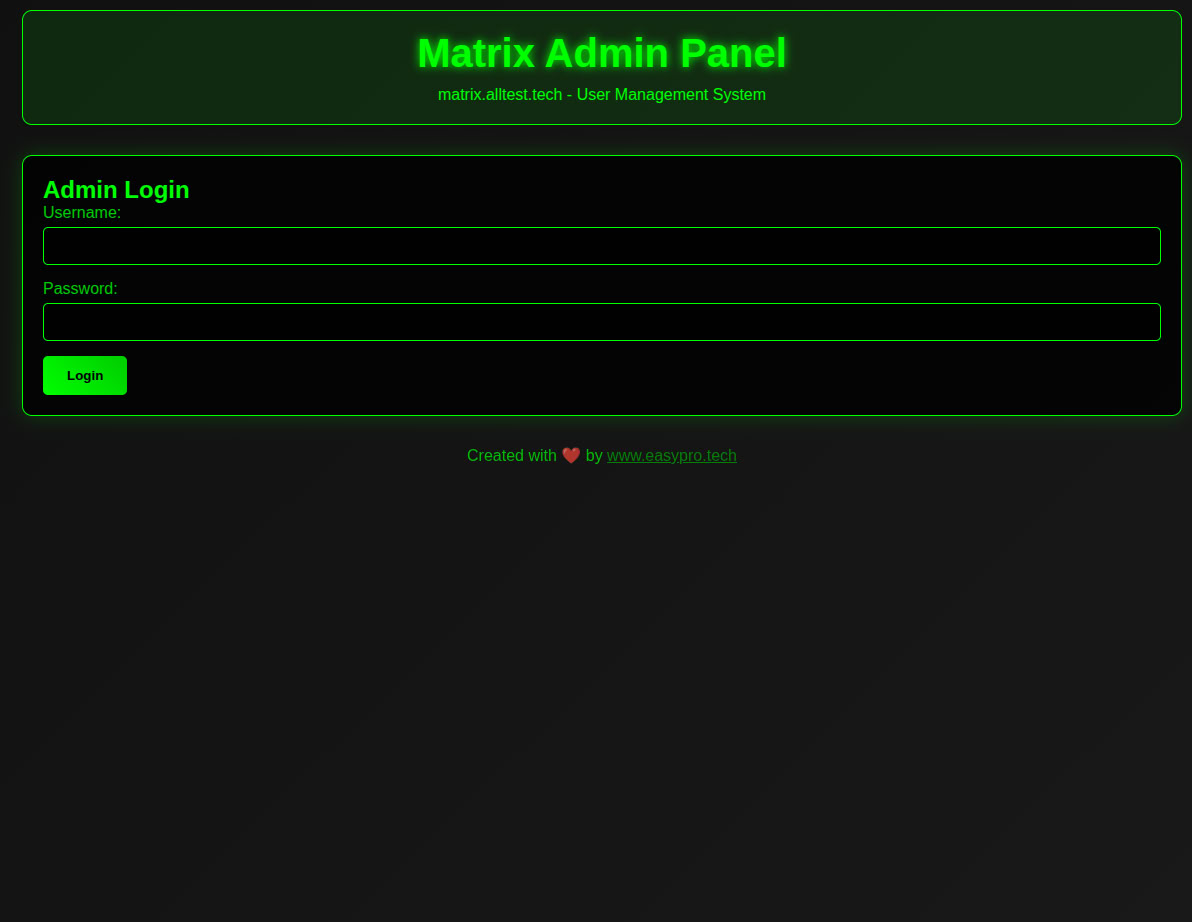 Matrix Admin Panel
matrix.alltest.tech - User Management System
Admin Login
Username:
Password:
Login
Created with ❤️ by www.easypro.tech